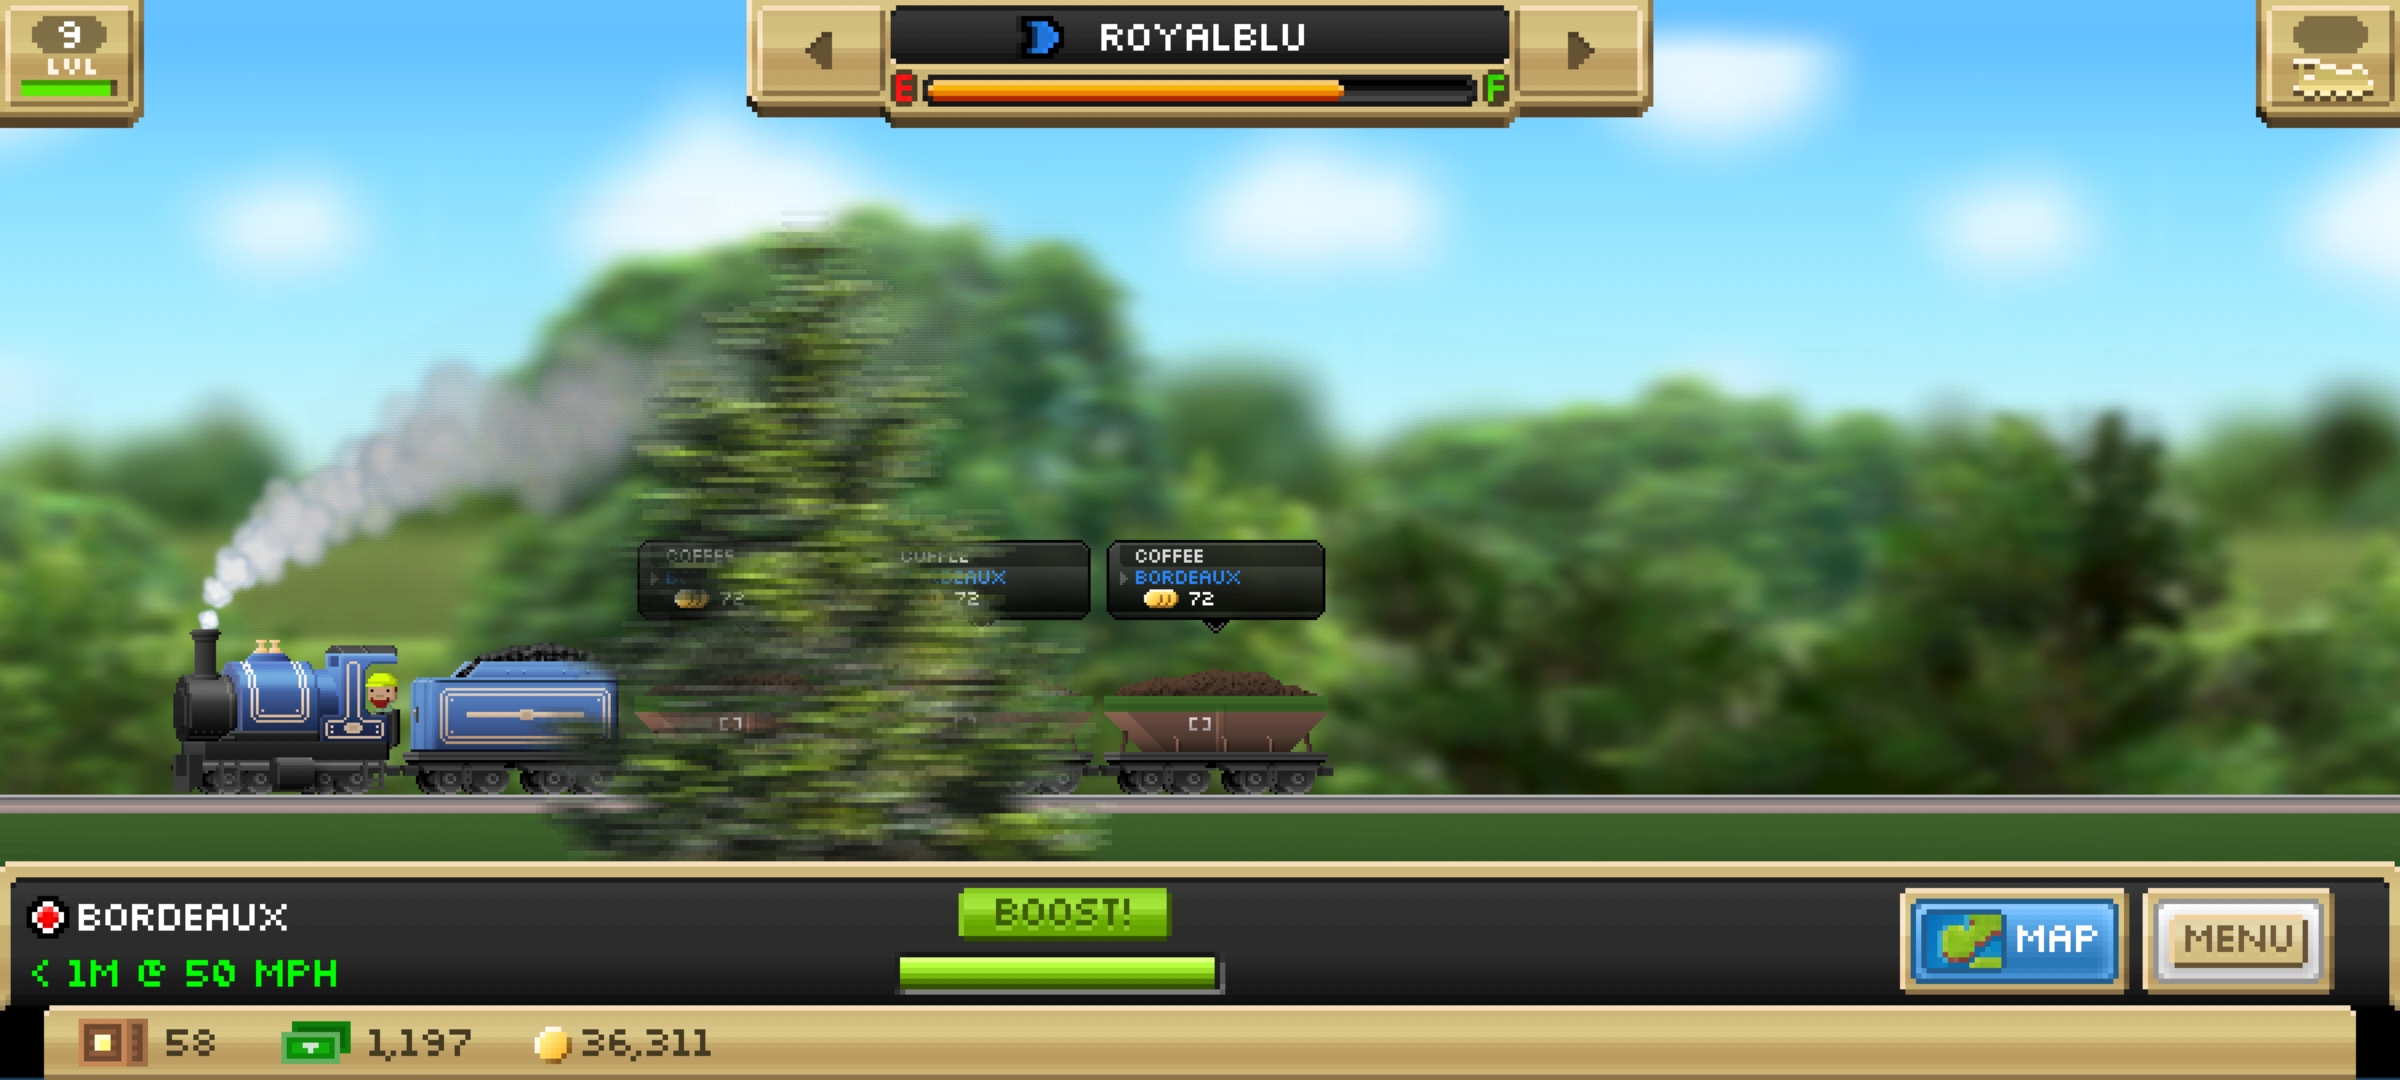 9
LVL
ROYALBLU
E F
COFFEE
72
72
COFFEE
BORDEAUX
72
BORDEAUX
< 1M @ 50 MPH
BOOST!
MAP
MENU
58
1,197
36,311